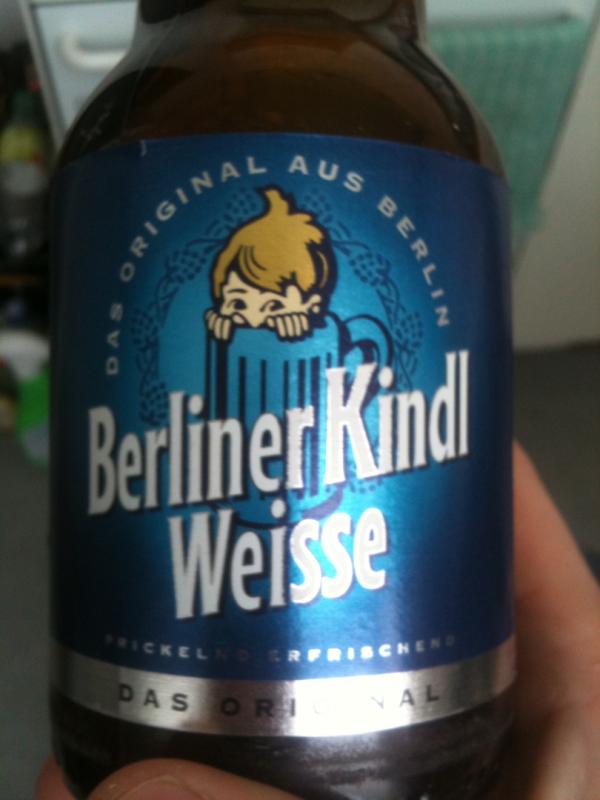 DAS ORIGINAL AUS BERLIN
Berliner Kindl
Weisse
PRICKELND ERFRISCHEND
DAS ORIGINAL